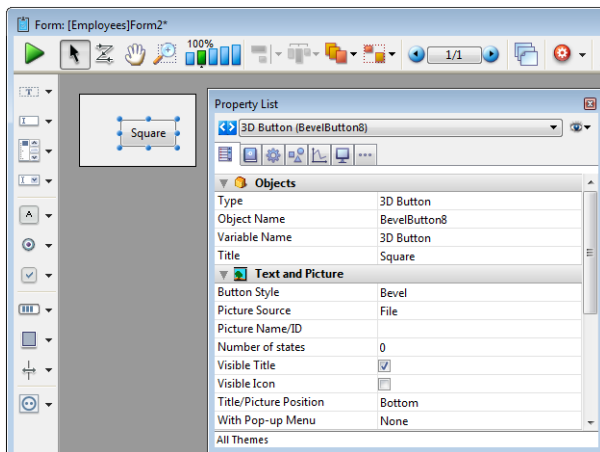 Form: [Employees]Form2*
100%
1/1
Square
Property List
3D Button (BevelButton8)
Objects
Type 3D Button
Object Name BevelButton8
Variable Name 3D Button
Title Square
Text and Picture
Button Style Bevel
Picture Source File
Picture Name/ID
Number of states 0
Visible Title
Visible Icon
Title/Picture Position Bottom
With Pop-up Menu None
All Themes